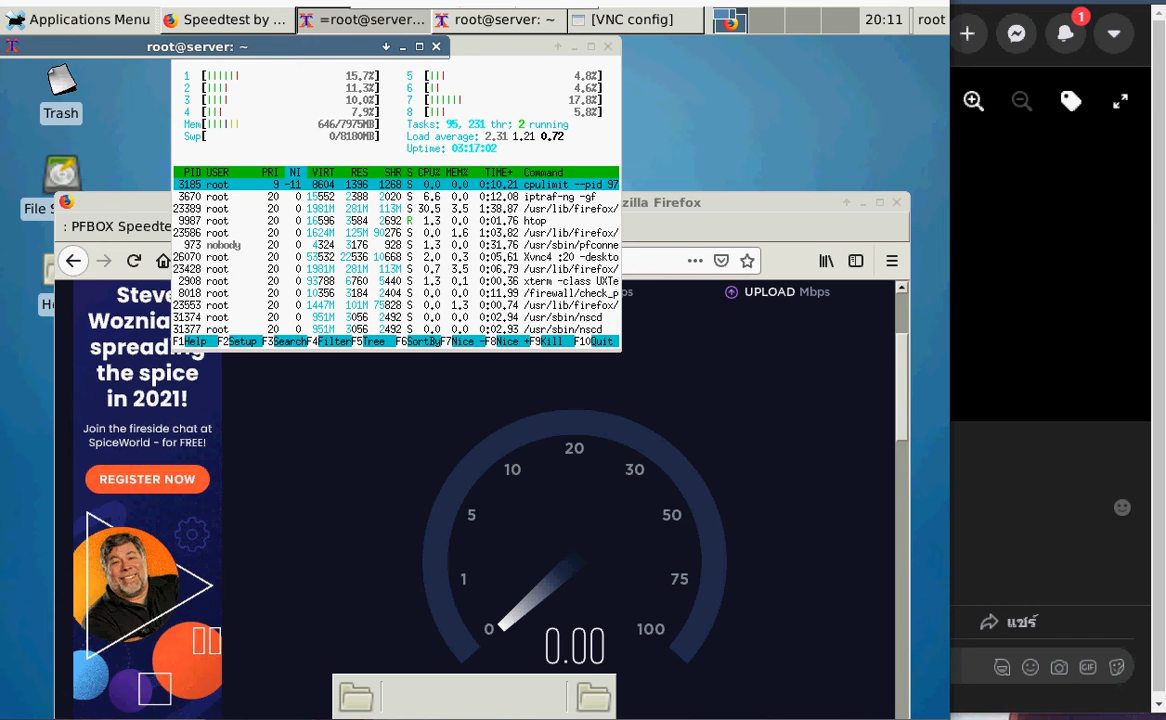 Applications Menu
Speedtest by ...
=root@server...
root@server: ~
[VNC config]
20:11
root
1
root@server: ~
Trash
File S
1 [|||||| 15.7%]
2 [|||| 11.3%]
3 [|||| 10.0%]
4 [||| 7.9%]
Mem[|||||| 646/7975MB]
Swp[ 0/8180MB]
5 [||| 4.8%]
6 [|| 4.6%]
7 [|||||| 17.8%]
8 [||| 5.8%]
Tasks: 95, 231 thr; 2 running
Load average: 2.31 1.21 0.72
Uptime: 03:17:02
PID USER PRI NI VIRT RES SHR S CPU% MEM% TIME+ Command
3185 root 9 -11 8604 1396 1268 S 0.0 0.0 0:10.21 cpulimit --pid 97
3670 root 20 0 15552 2388 2020 S 6.6 0.0 0:12.08 iptraf-ng -gf
23389 root 20 0 1981M 281M 113M S 30.5 3.5 1:38.87 /usr/lib/firefox/
9987 root 20 0 16596 3584 2692 R 1.3 0.0 0:01.76 htop
23586 root 20 0 1624M 125M 90276 S 0.0 1.6 1:03.82 /usr/lib/firefox/
973 nobody 20 0 4324 3176 928 S 1.3 0.0 0:31.76 /usr/sbin/pfconne
26070 root 20 0 53532 22536 10668 S 2.0 0.3 0:05.61 Xvnc4 :20 -deskto
23428 root 20 0 1981M 281M 113M S 0.7 3.5 0:06.79 /usr/lib/firefox/
2908 root 20 0 93788 6760 5440 S 1.3 0.1 0:00.36 xterm -class UXTe
8018 root 20 0 10356 3184 2404 S 0.0 0.0 0:11.99 /firewall/check_p
23553 root 20 0 1447M 101M 75828 S 0.0 1.3 0:00.74 /usr/lib/firefox/
31374 root 20 0 951M 3056 2492 S 0.0 0.0 0:02.94 /usr/sbin/nscd
31377 root 20 0 951M 3056 2492 S 0.0 0.0 0:02.93 /usr/sbin/nscd
F1Help F2Setup F3SearchF4FilterF5Tree F6SortByF7Nice -F8Nice +F9Kill F10Quit
zilla Firefox
: PFBOX Speedte
ps
UPLOAD Mbps
Steve
Woznia
spreading
the spice
in 2021!
Join the fireside chat at
SpiceWorld - for FREE!
REGISTER NOW
0
1
5
10
20
30
50
75
100
0.00
แชร์
GIF